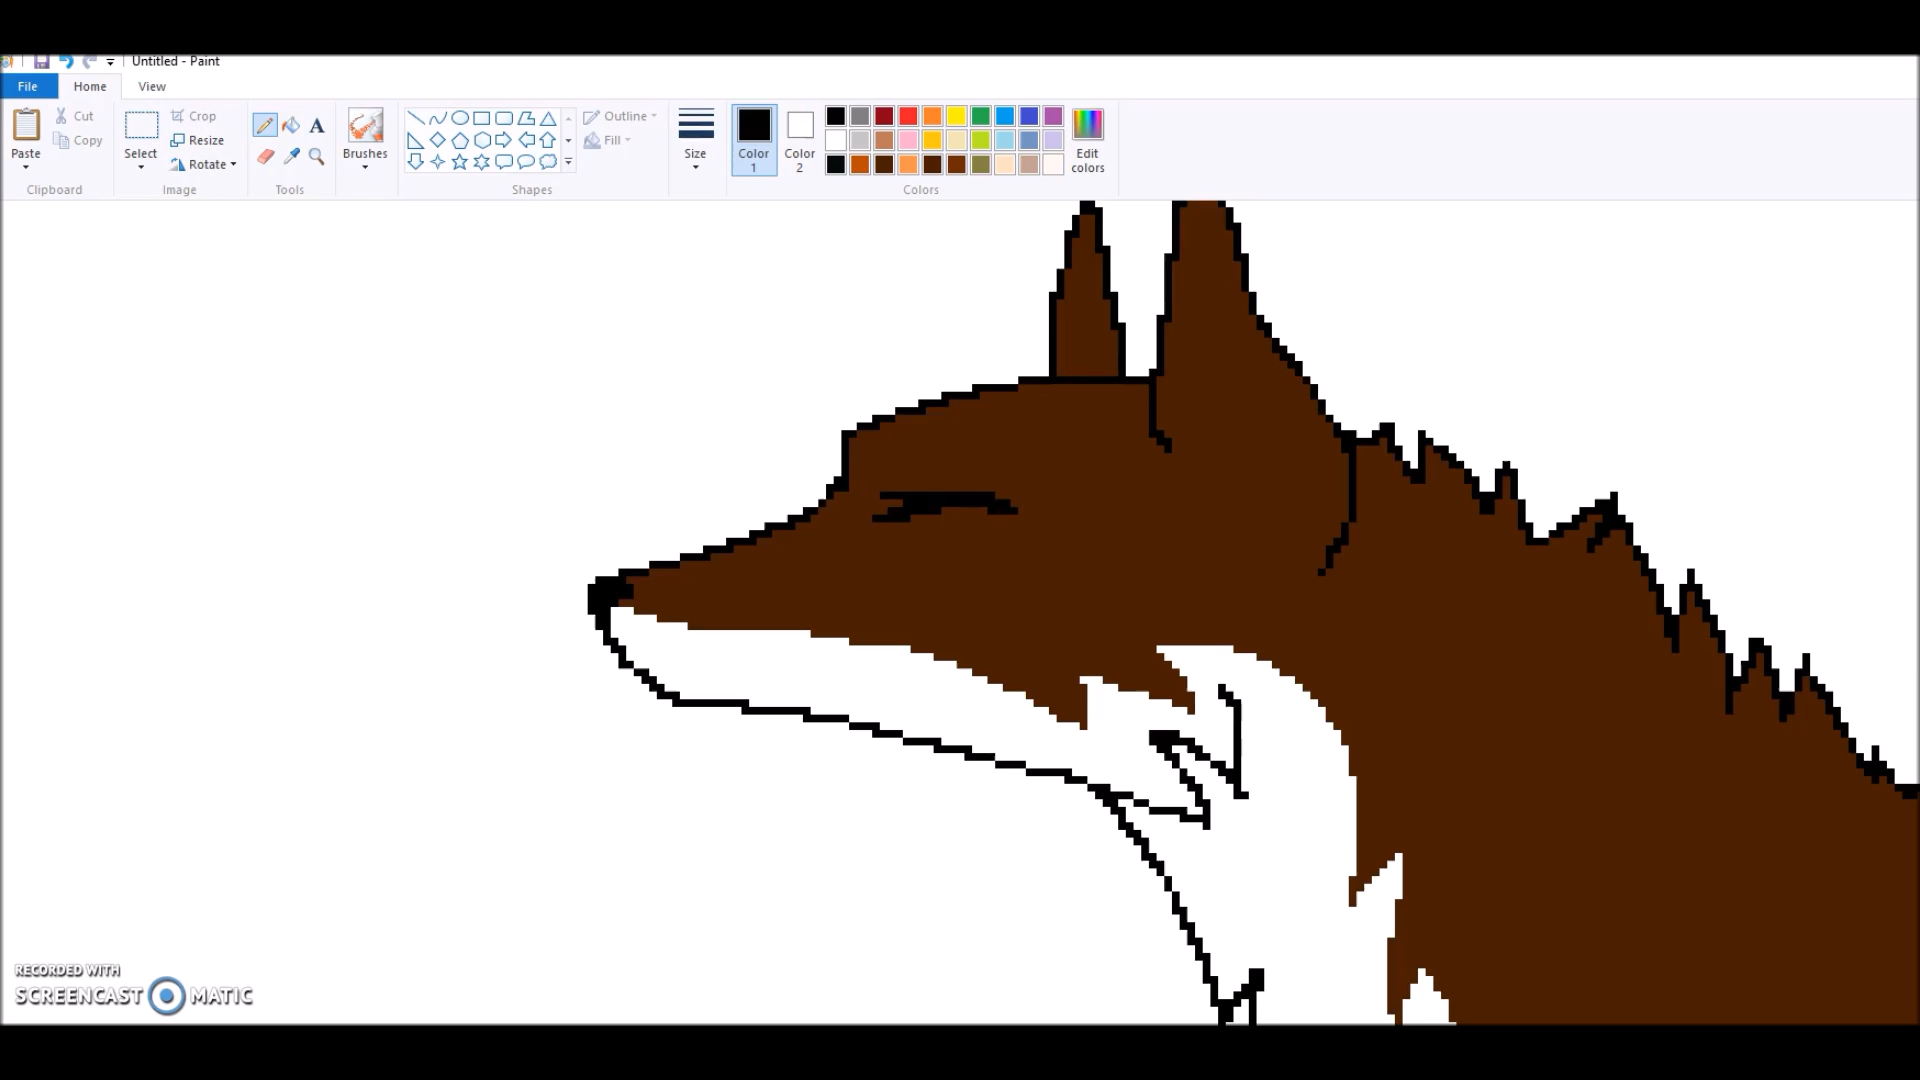 Untitled - Paint
File Home View
Paste
Cut
Copy
Clipboard
Select
Crop
Resize
Rotate
Image
A
Tools
Brushes
Shapes
Outline
Fill
Size
Color 1
Color 2
Edit colors
Colors
RECORDED WITH
SCREENCAST MATIC